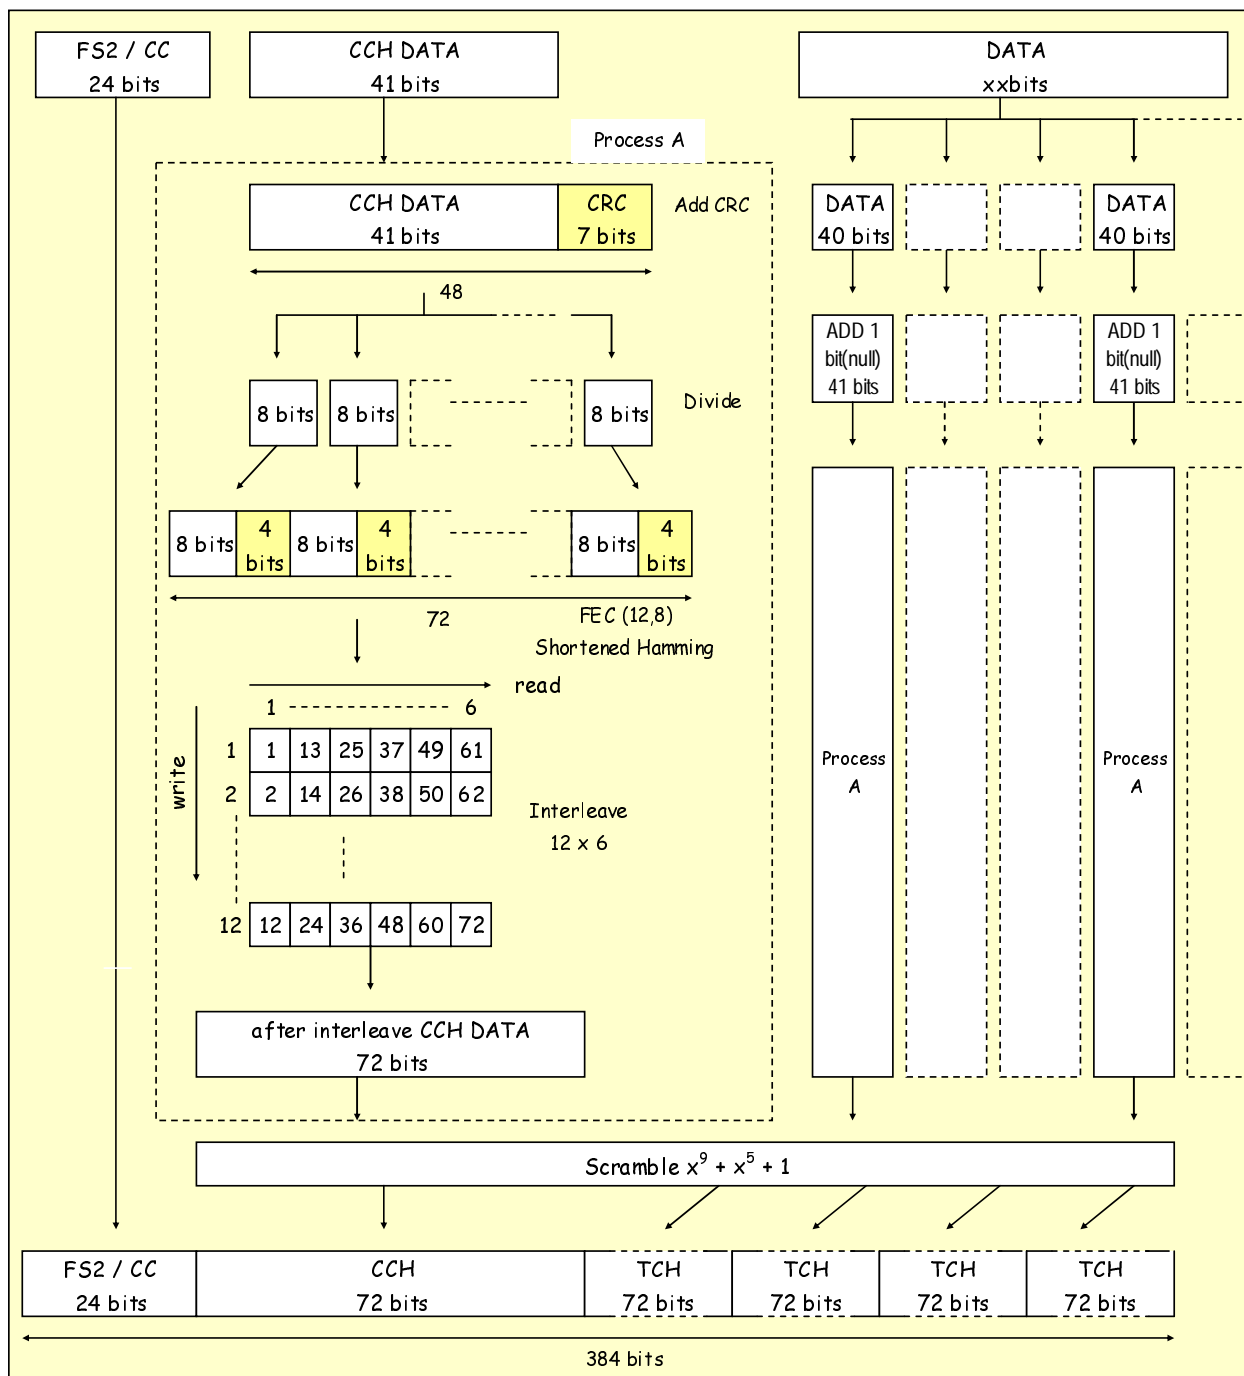 FS2 / CC
24 bits
CCH DATA
41 bits
DATA
xxbits
Process A
CCH DATA
41 bits
CRC
7 bits
Add CRC
48
8 bits
8 bits
8 bits
Divide
8 bits
4
bits
8 bits
4
bits
8 bits
4
bits
72
FEC (12,8)
Shortened Hamming
read
1
6
write
1
1 13 25 37 49 61
2
2 14 26 38 50 62
Interleave
12 x 6
12
12 24 36 48 60 72
after interleave CCH DATA
72 bits
DATA
40 bits
DATA
40 bits
ADD 1
bit(null)
41 bits
ADD 1
bit(null)
41 bits
Process
A
Process
A
Scramble x⁹ + x⁵ + 1
FS2 / CC
24 bits
CCH
72 bits
TCH
72 bits
TCH
72 bits
TCH
72 bits
TCH
72 bits
384 bits